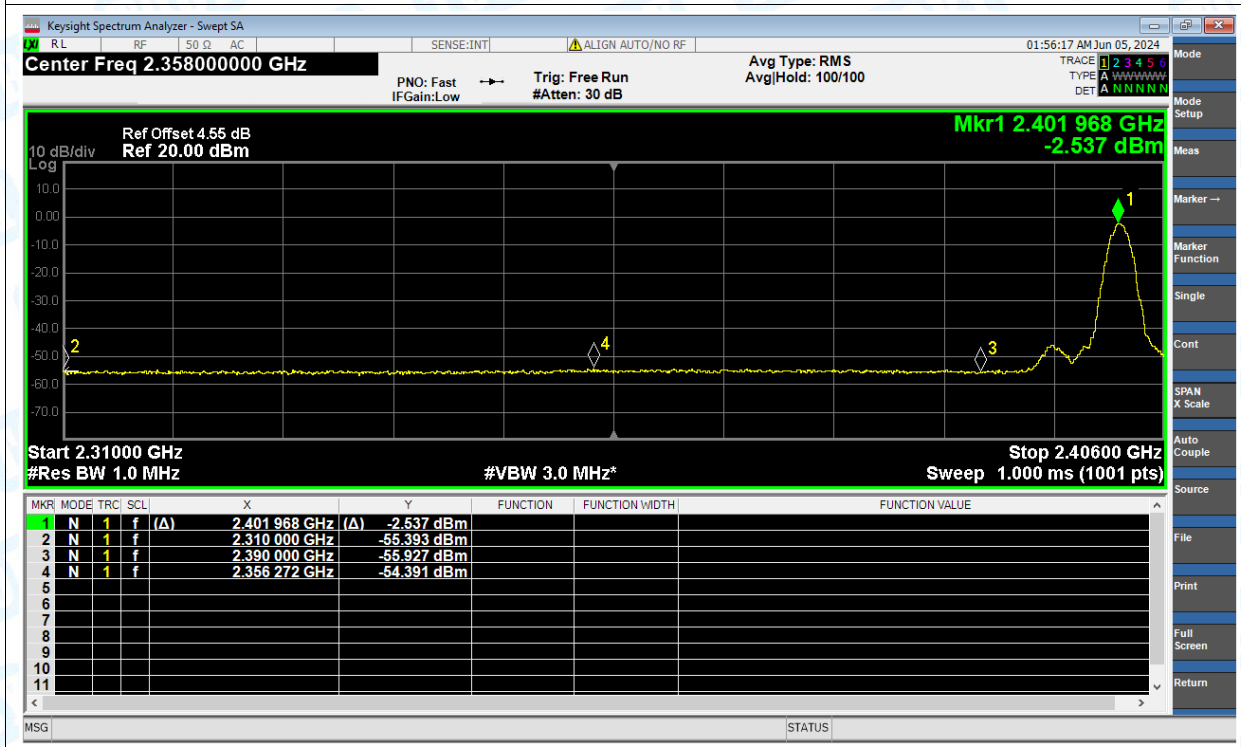 Keysight Spectrum Analyzer - Swept SA
LXI RL RF 50 Ω AC SENSE:INT ALIGN AUTO/NO RF 01:56:17 AM Jun 05, 2024
Center Freq 2.358000000 GHz
PNO: Fast
IFGain:Low
Trig: Free Run
#Atten: 30 dB
Avg Type: RMS
Avg|Hold: 100/100
TRACE 1 2 3 4 5 6
TYPE A WWWWW
DET A N N N N N
Ref Offset 4.55 dB
Ref 20.00 dBm
10 dB/div
Log
Mkr1 2.401 968 GHz
-2.537 dBm
10.0
0.00
-10.0
-20.0
-30.0
-40.0
-50.0
-60.0
-70.0
2
4
3
1
Start 2.31000 GHz
Stop 2.40600 GHz
#Res BW 1.0 MHz
#VBW 3.0 MHz*
Sweep 1.000 ms (1001 pts)
MKR MODE TRC SCL X Y FUNCTION FUNCTION WIDTH FUNCTION VALUE
1 N 1 f (Δ) 2.401 968 GHz (Δ) -2.537 dBm
2 N 1 f 2.310 000 GHz -55.393 dBm
3 N 1 f 2.390 000 GHz -55.927 dBm
4 N 1 f 2.356 272 GHz -54.391 dBm
5
6
7
8
9
10
11
MSG
STATUS
Mode
Mode Setup
Meas
Marker →
Marker Function
Single
Cont
SPAN X Scale
Auto Couple
Source
File
Print
Full Screen
Return